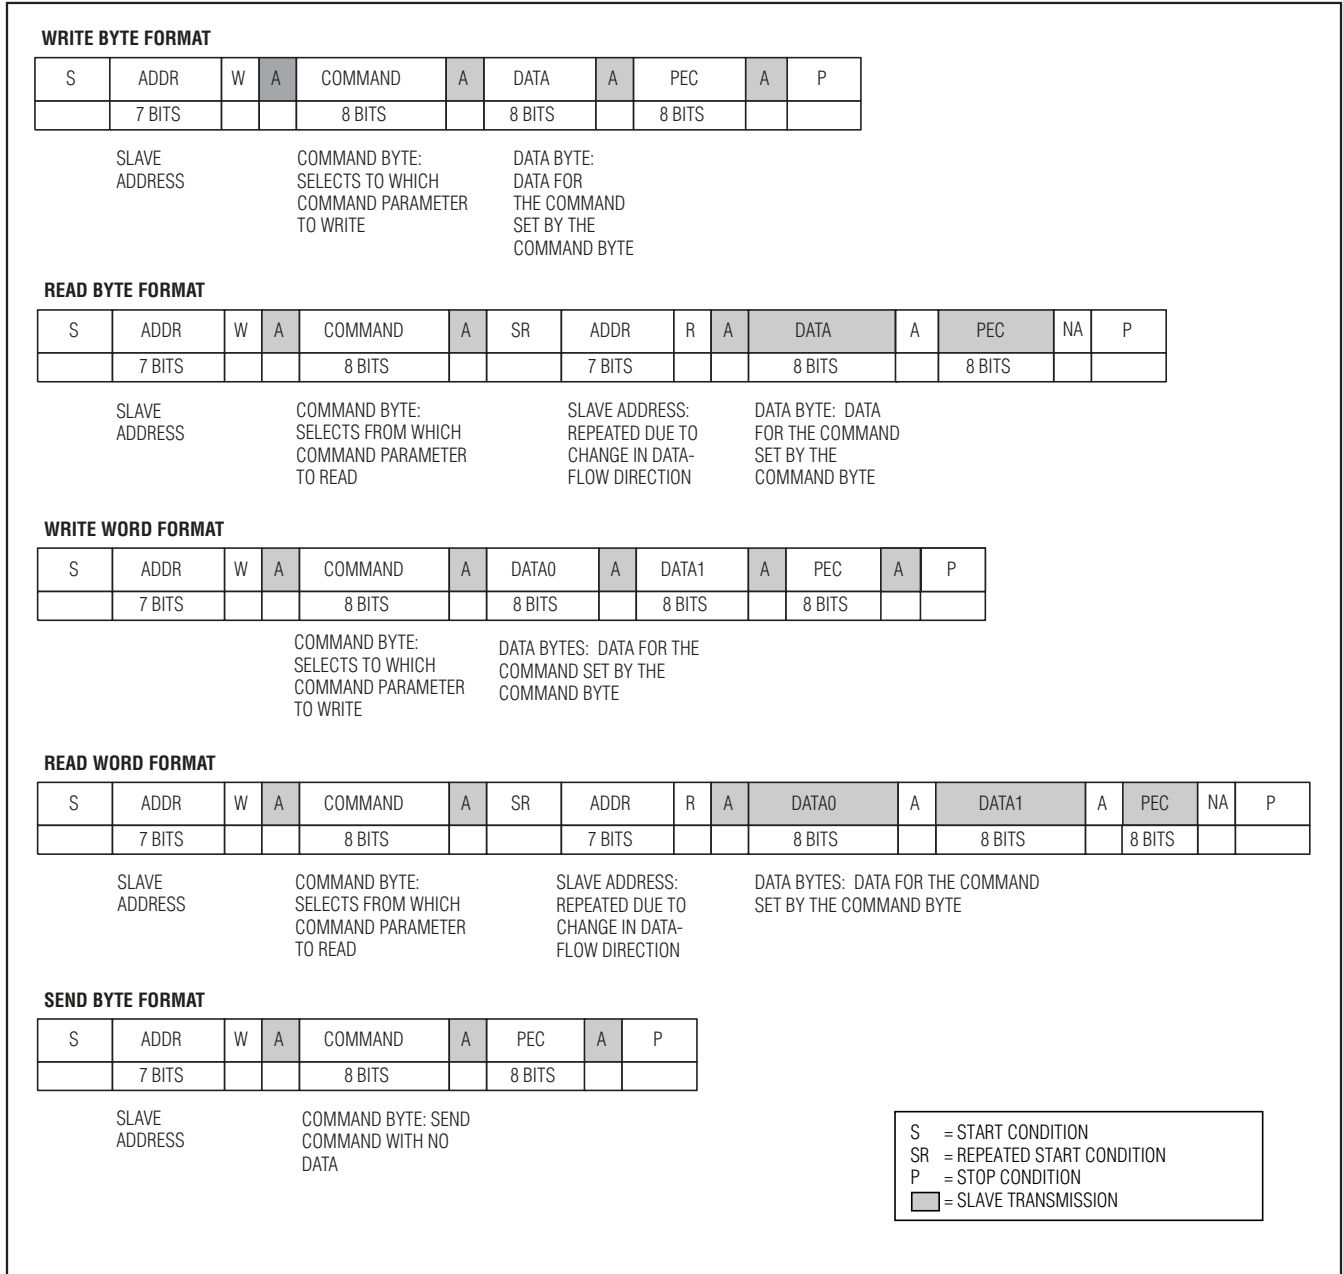 WRITE BYTE FORMAT
S ADDR W A COMMAND A DATA A PEC A P
7 BITS 8 BITS 8 BITS 8 BITS
SLAVE COMMAND BYTE: DATA BYTE:
ADDRESS SELECTS TO WHICH DATA FOR
COMMAND PARAMETER THE COMMAND
TO WRITE SET BY THE
COMMAND BYTE
READ BYTE FORMAT
S ADDR W A COMMAND A SR ADDR R A DATA A PEC NA P
7 BITS 8 BITS 7 BITS 8 BITS 8 BITS
SLAVE COMMAND BYTE: SLAVE ADDRESS: DATA BYTE: DATA
ADDRESS SELECTS FROM WHICH REPEATED DUE TO FOR THE COMMAND
COMMAND PARAMETER CHANGE IN DATA- SET BY THE
TO READ FLOW DIRECTION COMMAND BYTE
WRITE WORD FORMAT
S ADDR W A COMMAND A DATA0 A DATA1 A PEC A P
7 BITS 8 BITS 8 BITS 8 BITS 8 BITS
COMMAND BYTE: DATA BYTES: DATA FOR THE
SELECTS TO WHICH COMMAND SET BY THE
COMMAND PARAMETER COMMAND BYTE
TO WRITE
READ WORD FORMAT
S ADDR W A COMMAND A SR ADDR R A DATA0 A DATA1 A PEC NA P
7 BITS 8 BITS 7 BITS 8 BITS 8 BITS 8 BITS
SLAVE COMMAND BYTE: SLAVE ADDRESS: DATA BYTES: DATA FOR THE COMMAND
ADDRESS SELECTS FROM WHICH REPEATED DUE TO SET BY THE COMMAND BYTE
COMMAND PARAMETER CHANGE IN DATA-
TO READ FLOW DIRECTION
SEND BYTE FORMAT
S ADDR W A COMMAND A PEC A P
7 BITS 8 BITS 8 BITS
SLAVE COMMAND BYTE: SEND
ADDRESS COMMAND WITH NO
DATA
S = START CONDITION
SR = REPEATED START CONDITION
P = STOP CONDITION
= SLAVE TRANSMISSION